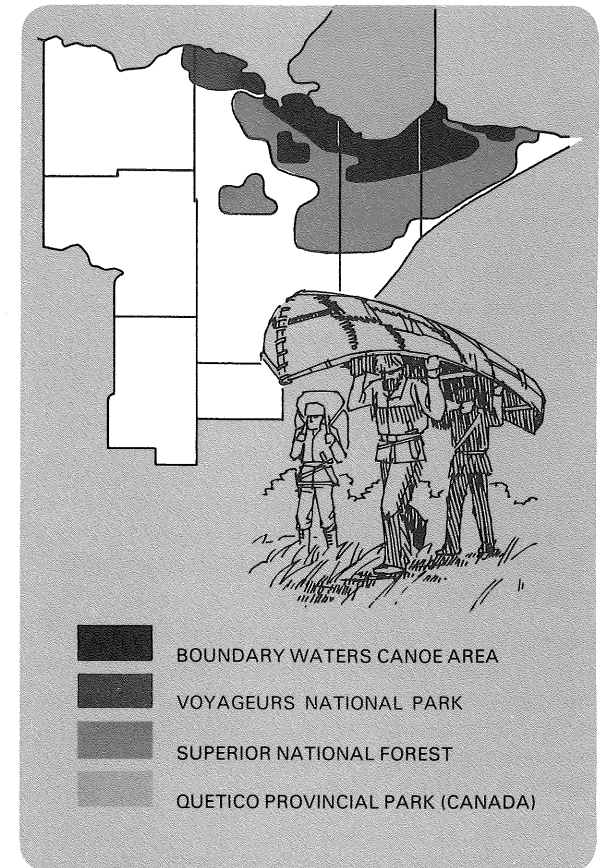 BOUNDARY WATERS CANOE AREA
VOYAGEURS NATIONAL PARK
SUPERIOR NATIONAL FOREST
QUETICO PROVINCIAL PARK (CANADA)